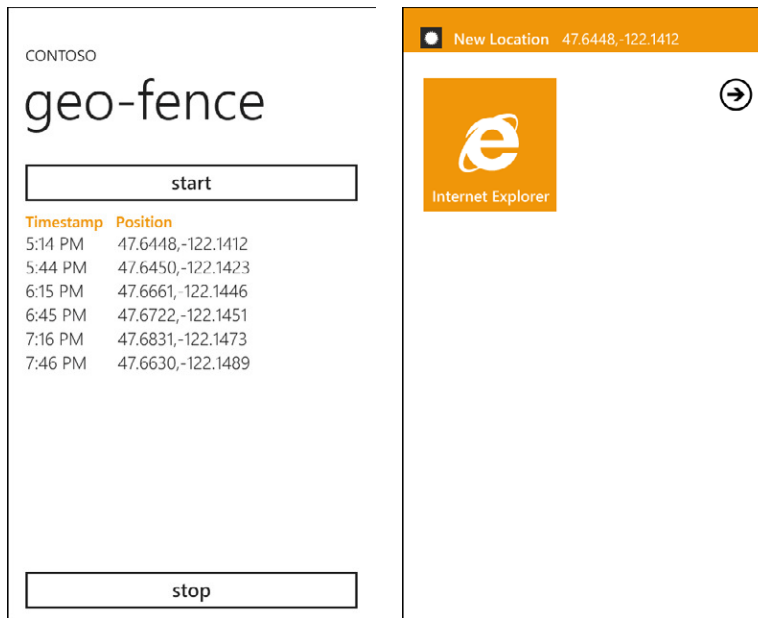 CONTOSO
geo-fence
start
Timestamp Position
5:14 PM 47.6448,-122.1412
5:44 PM 47.6450,-122.1423
6:15 PM 47.6661,-122.1446
6:45 PM 47.6722,-122.1451
7:16 PM 47.6831,-122.1473
7:46 PM 47.6630,-122.1489
stop
New Location 47.6448,-122.1412
Internet Explorer